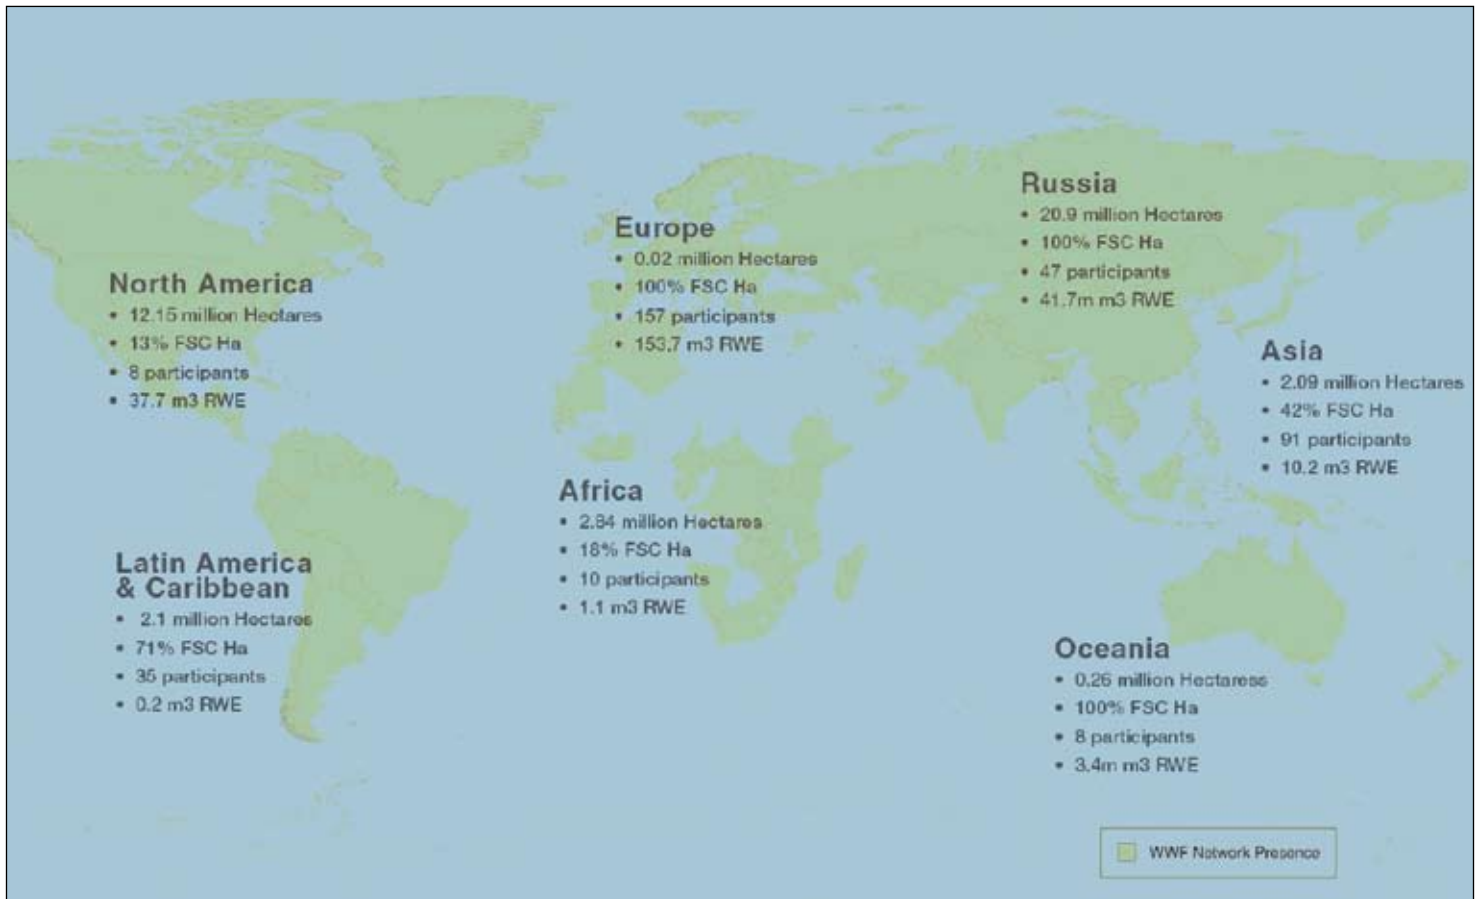 North America
• 12.15 million Hectares
• 13% FSC Ha
• 8 participants
• 37.7 m3 RWE
Europe
• 0.02 million Hectares
• 100% FSC Ha
• 157 participants
• 153.7 m3 RWE
Russia
• 20.9 million Hectares
• 100% FSC Ha
• 47 participants
• 41.7m m3 RWE
Asia
• 2.09 million Hectares
• 42% FSC Ha
• 91 participants
• 10.2 m3 RWE
Africa
• 2.84 million Hectares
• 18% FSC Ha
• 10 participants
• 1.1 m3 RWE
Latin America
& Caribbean
• 2.1 million Hectares
• 71% FSC Ha
• 35 participants
• 0.2 m3 RWE
Oceania
• 0.26 million Hectaress
• 100% FSC Ha
• 8 participants
• 3.4m m3 RWE
WWF Network Presence